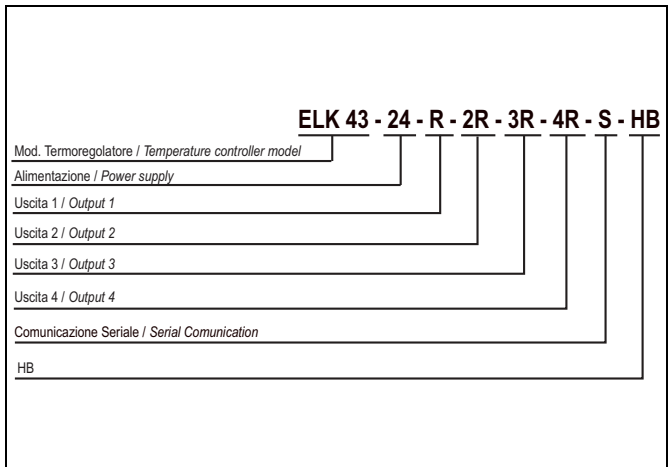 ELK 43 - 24 - R - 2R - 3R - 4R - S - HB
Mod. Termoregolatore / Temperature controller model
Alimentazione / Power supply
Uscita 1 / Output 1
Uscita 2 / Output 2
Uscita 3 / Output 3
Uscita 4 / Output 4
Comunicazione Seriale / Serial Comunication
HB